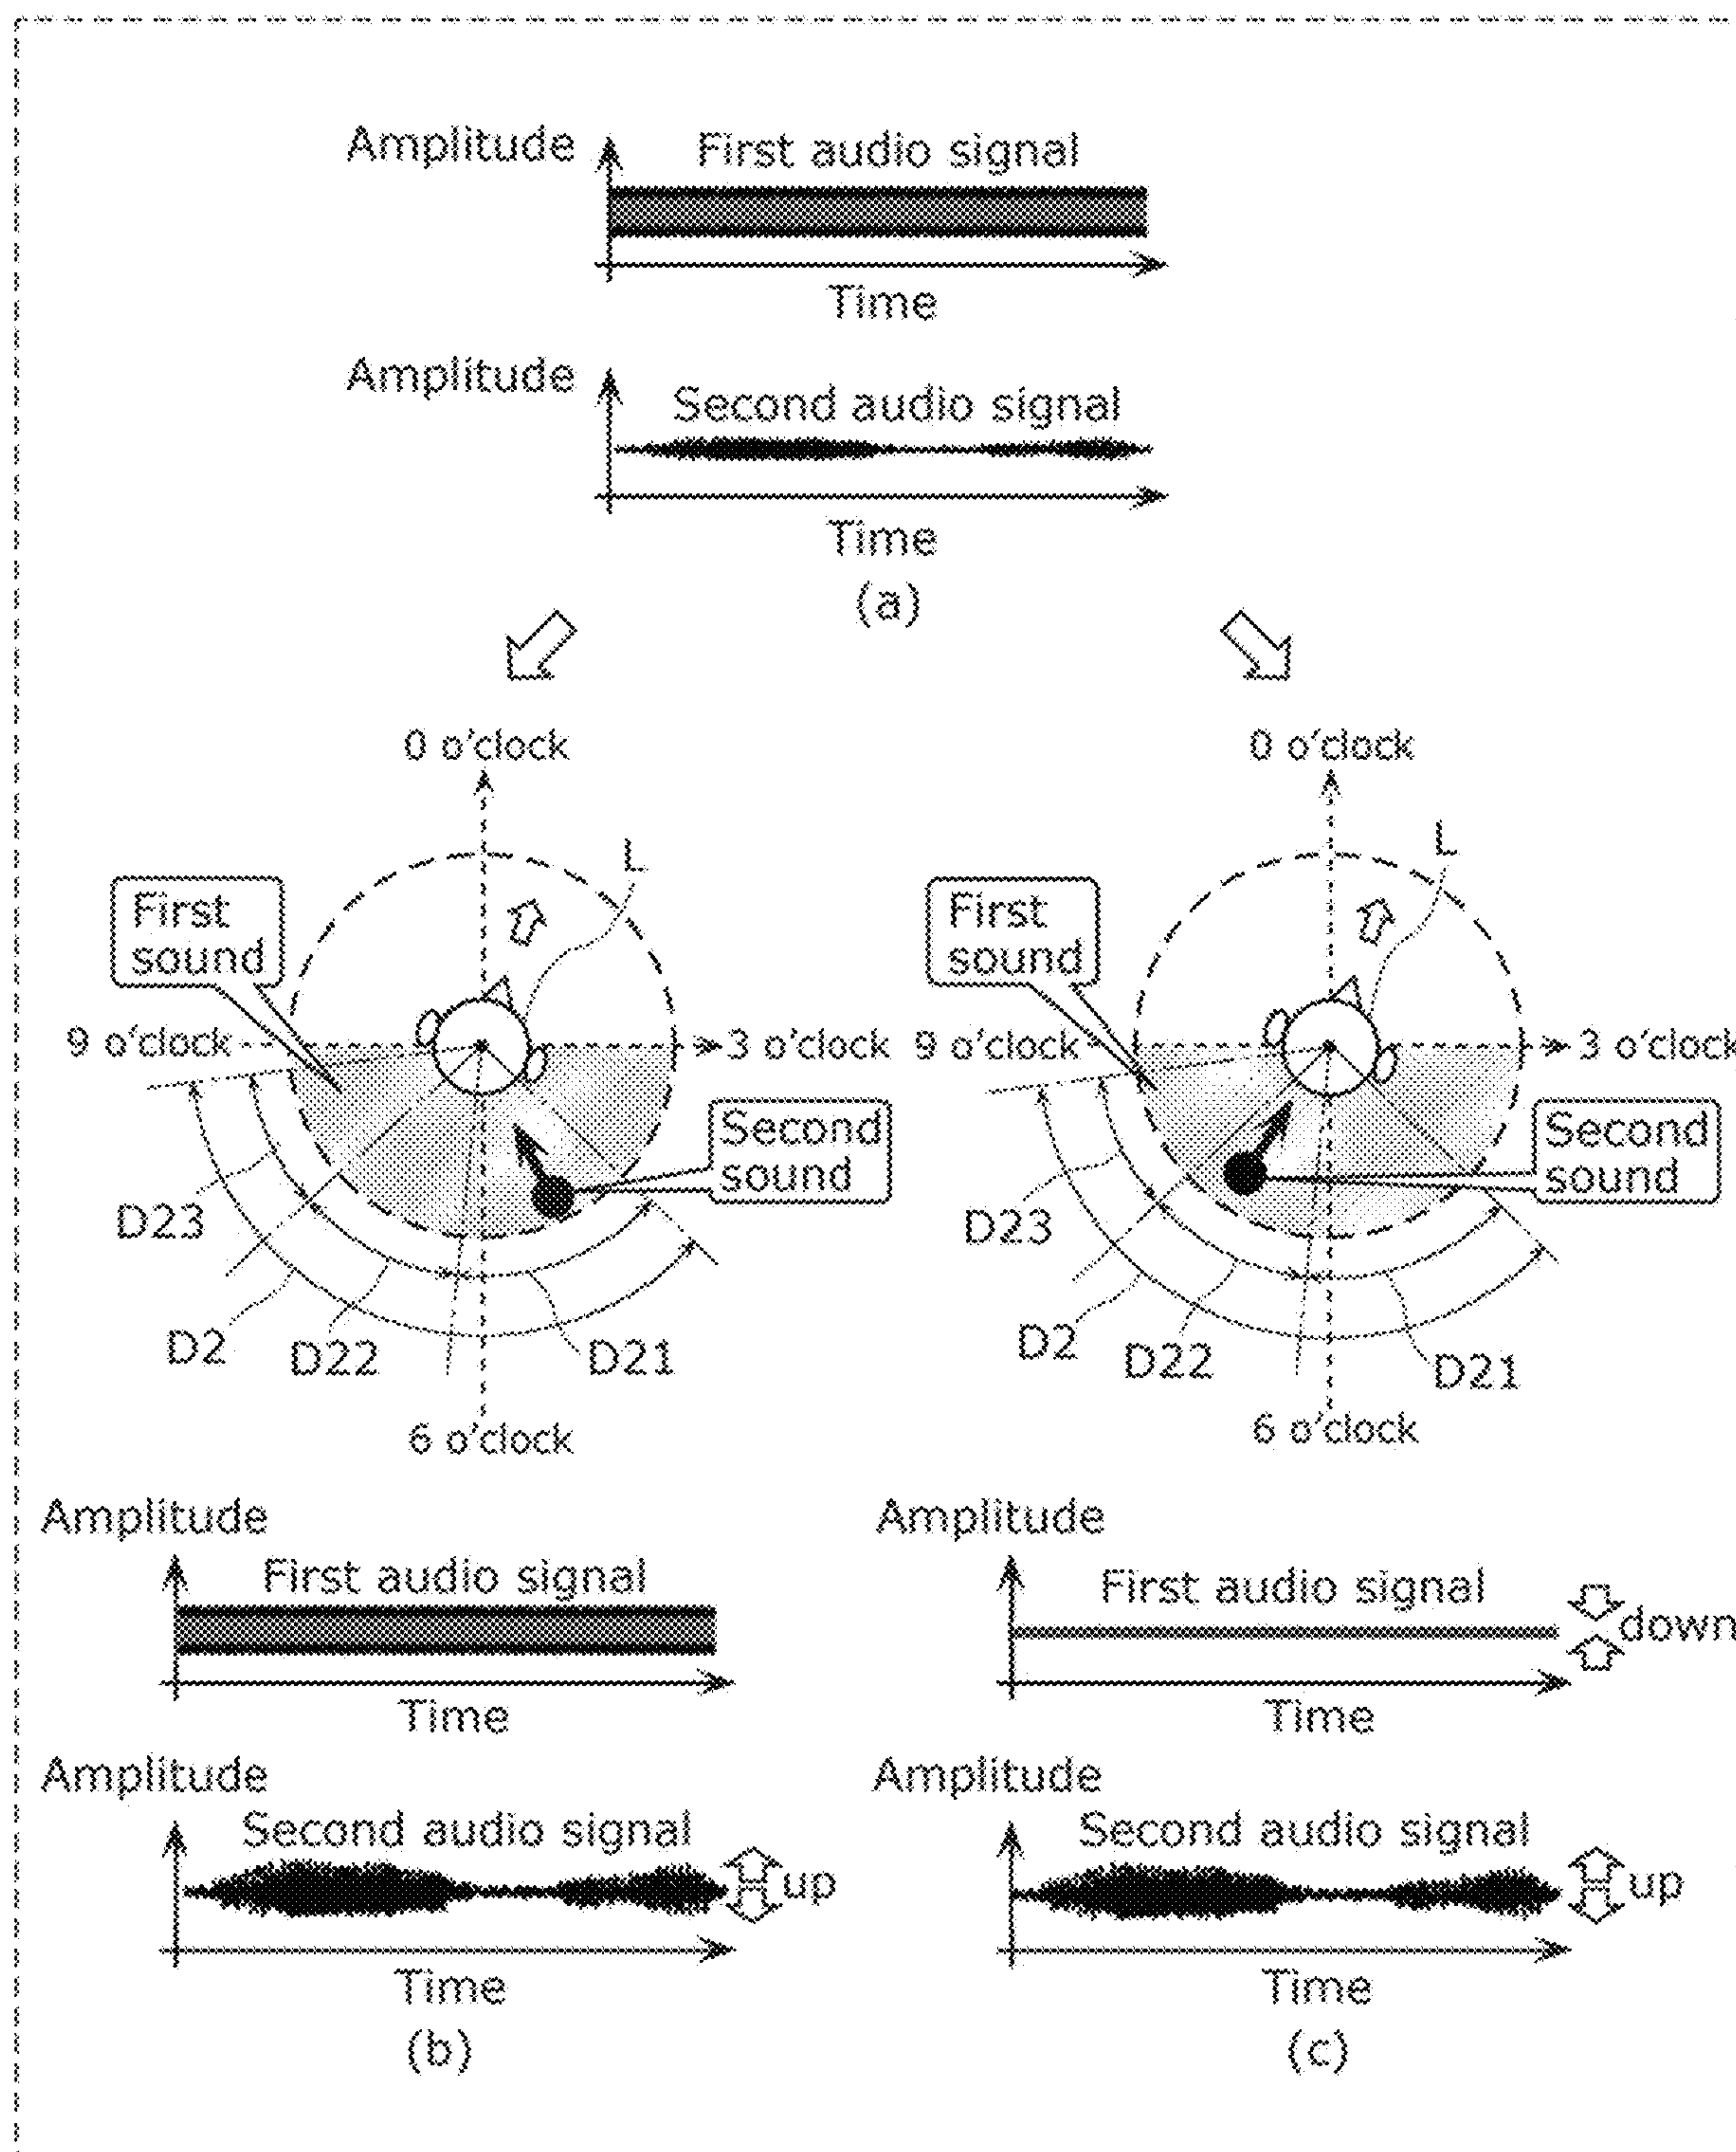 Amplitude
First audio signal
Time
Amplitude
Second audio signal
Time
(a)
0 o'clock
L
First
sound
9 o'clock
3 o'clock
Second
sound
D23
D2
D22
D21
6 o'clock
0 o'clock
L
First
sound
9 o'clock
3 o'clock
Second
sound
D23
D2
D22
D21
6 o'clock
Amplitude
First audio signal
Time
Amplitude
Second audio signal
up
Time
(b)
Amplitude
First audio signal
down
Time
Amplitude
Second audio signal
up
Time
(c)